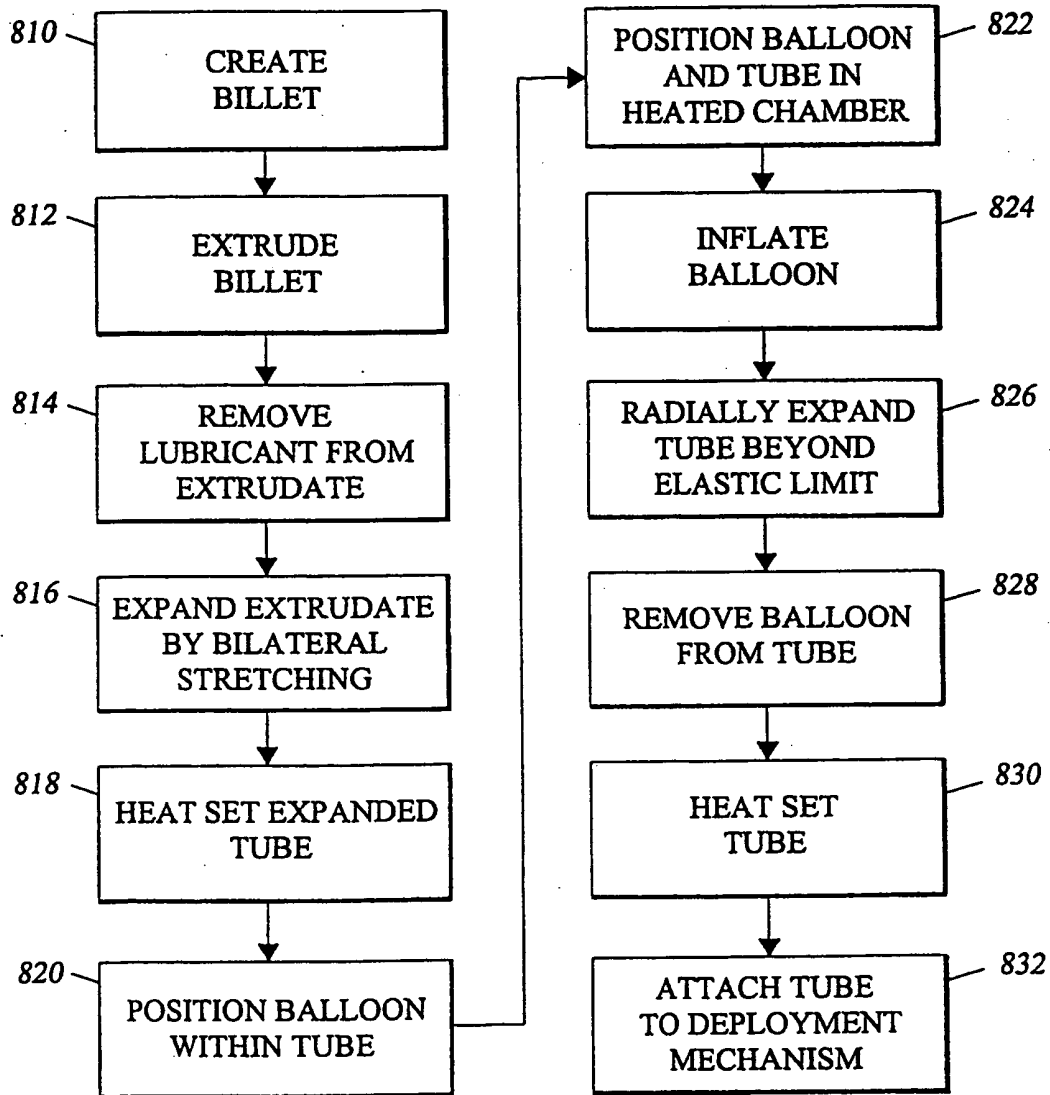 810
CREATE
BILLET
812
EXTRUDE
BILLET
814
REMOVE
LUBRICANT FROM
EXTRUDATE
816
EXPAND EXTRUDATE
BY BILATERAL
STRETCHING
818
HEAT SET EXPANDED
TUBE
820
POSITION BALLOON
WITHIN TUBE
822
POSITION BALLOON
AND TUBE IN
HEATED CHAMBER
824
INFLATE
BALLOON
826
RADIALLY EXPAND
TUBE BEYOND
ELASTIC LIMIT
828
REMOVE BALLOON
FROM TUBE
830
HEAT SET
TUBE
832
ATTACH TUBE
TO DEPLOYMENT
MECHANISM